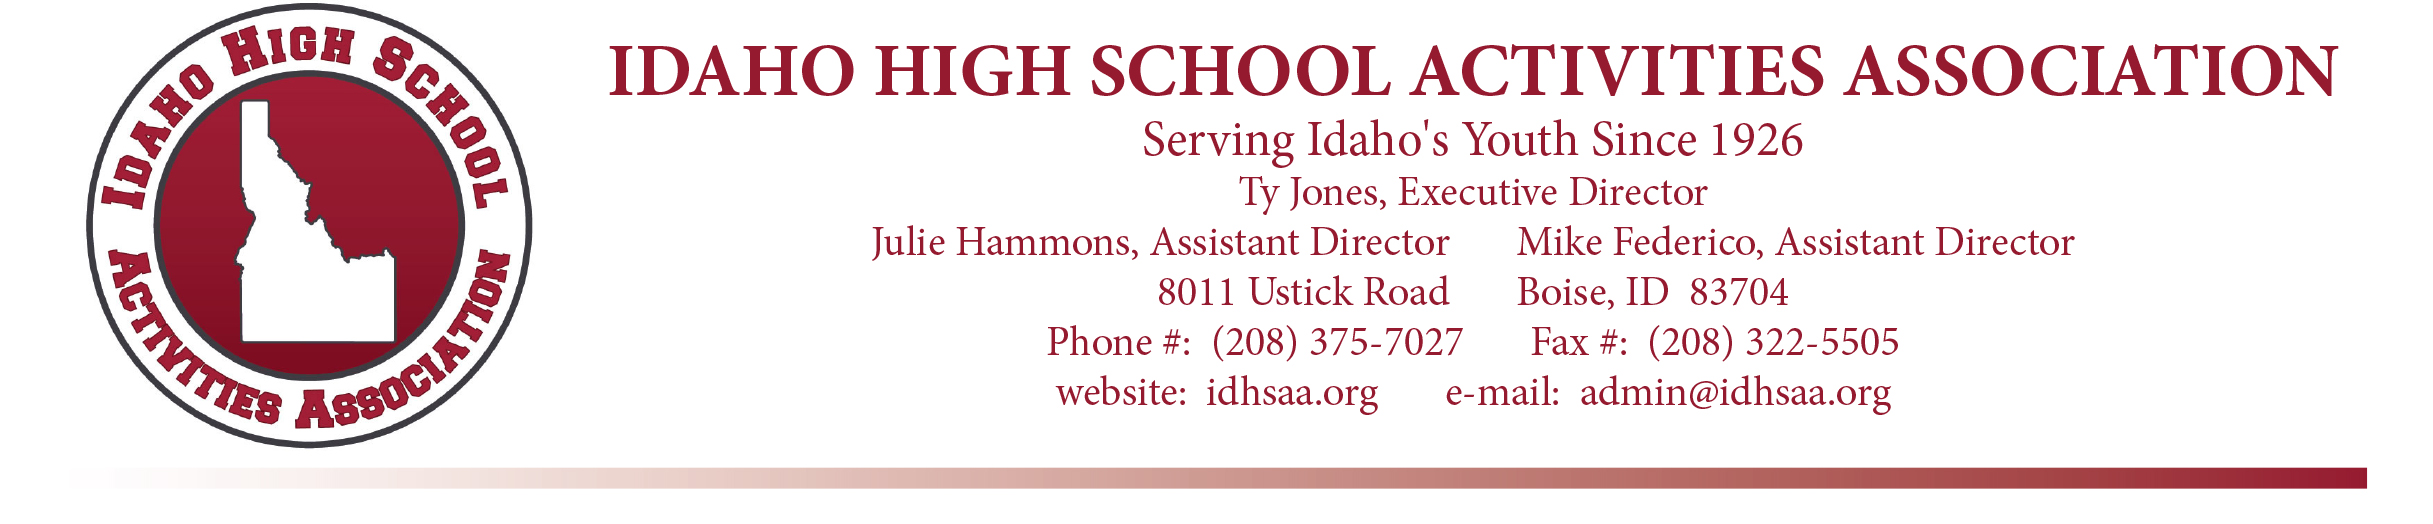 IDAHO HIGH SCHOOL
ACTIVITIES ASSOCIATION
IDAHO HIGH SCHOOL ACTIVITIES ASSOCIATION
Serving Idaho's Youth Since 1926
Ty Jones, Executive Director
Julie Hammons, Assistant Director Mike Federico, Assistant Director
8011 Ustick Road Boise, ID 83704
Phone #: (208) 375-7027 Fax #: (208) 322-5505
website: idhsaa.org e-mail: admin@idhsaa.org